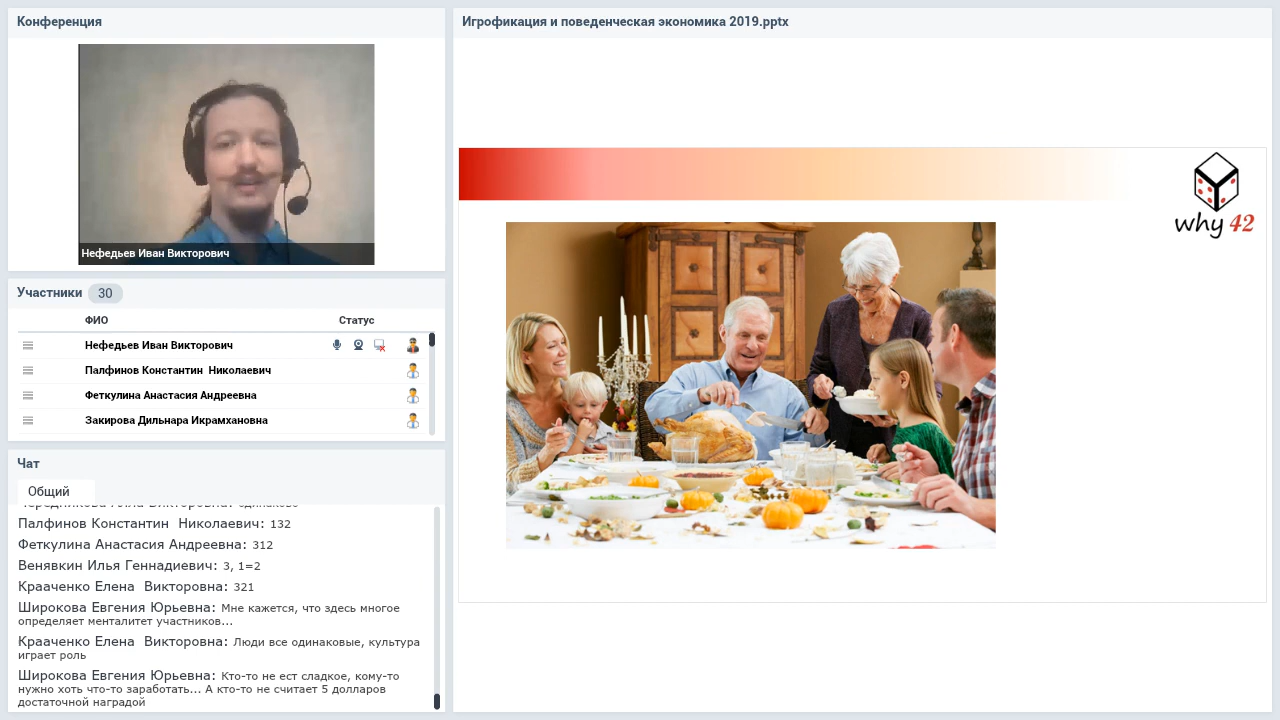 Конференция
Нефедьев Иван Викторович
Участники 30
ФИО Статус
Нефедьев Иван Викторович
Палфинов Константин  Николаевич
Феткулина Анастасия Андреевна
Закирова Дильнара Икрамхановна
Чат
Общий
Палфинов Константин  Николаевич: 132
Феткулина Анастасия Андреевна: 312
Венявкин Илья Геннадиевич: 3, 1=2
Крааченко Елена  Викторовна: 321
Широкова Евгения Юрьевна: Мне кажется, что здесь многое
определяет менталитет участников...
Крааченко Елена  Викторовна: Люди все одинаковые, культура
играет роль
Широкова Евгения Юрьевна: Кто-то не ест сладкое, кому-то
нужно хоть что-то заработать... А кто-то не считает 5 долларов
достаточной наградой
Игрофикация и поведенческая экономика 2019.pptx
why 42